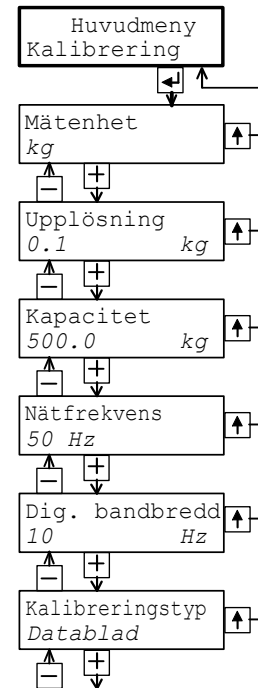 Huvudmeny
Kalibrering
Mätenhet
kg
Upplösning
0.1 kg
Kapacitet
500.0 kg
Nätfrekvens
50 Hz
Dig. bandbredd
10 Hz
Kalibreringstyp
Datablad